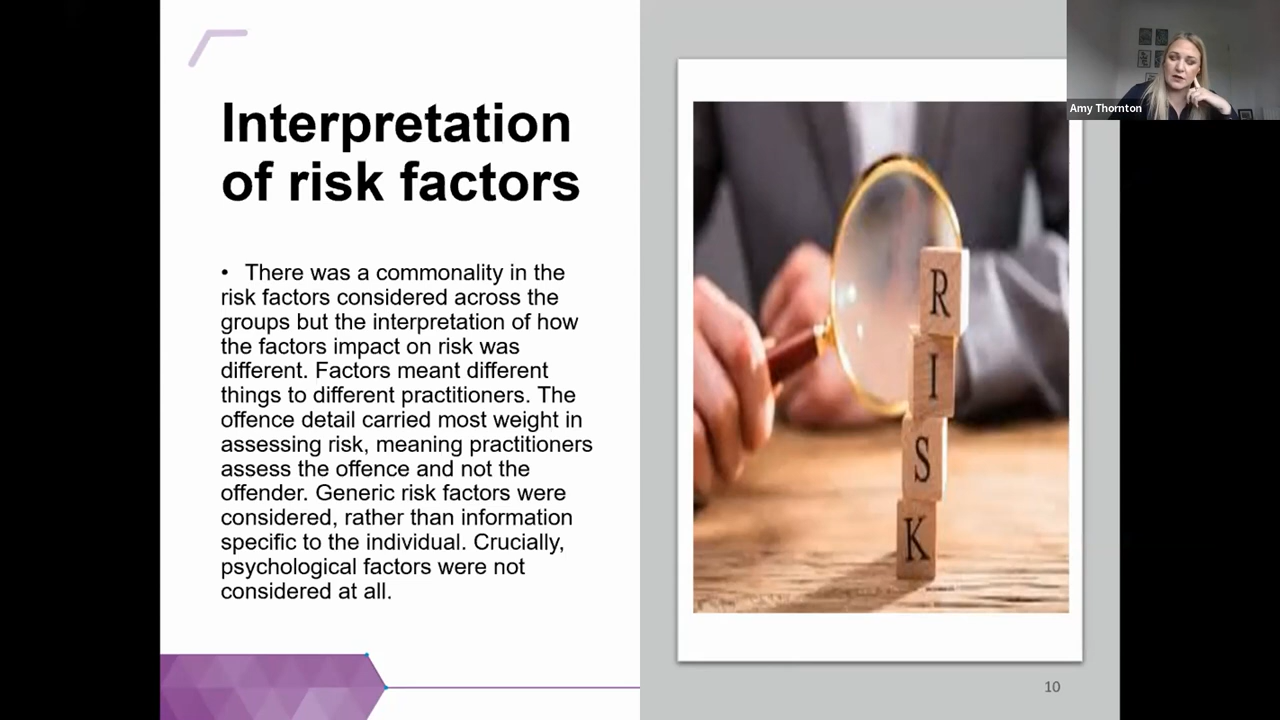 Interpretation
of risk factors
• There was a commonality in the
risk factors considered across the
groups but the interpretation of how
the factors impact on risk was
different. Factors meant different
things to different practitioners. The
offence detail carried most weight in
assessing risk, meaning practitioners
assess the offence and not the
offender. Generic risk factors were
considered, rather than information
specific to the individual. Crucially,
psychological factors were not
considered at all.
R
I
S
K
Amy Thornton
10